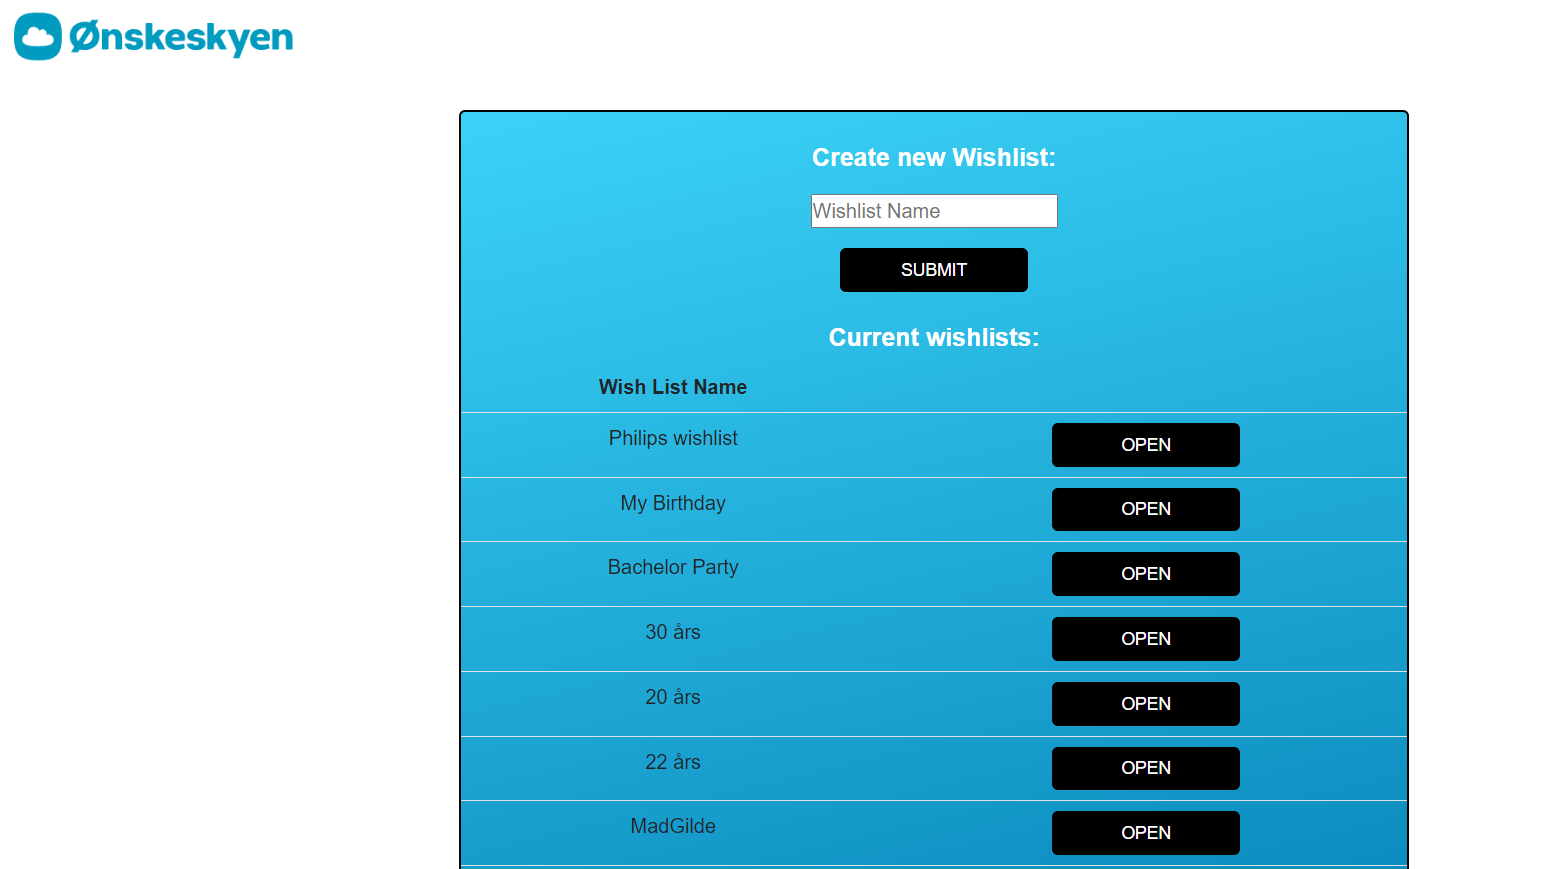 Ønskeskyen
Create new Wishlist:
Wishlist Name
SUBMIT
Current wishlists:
Wish List Name
Philips wishlist OPEN
My Birthday OPEN
Bachelor Party OPEN
30 års OPEN
20 års OPEN
22 års OPEN
MadGilde OPEN